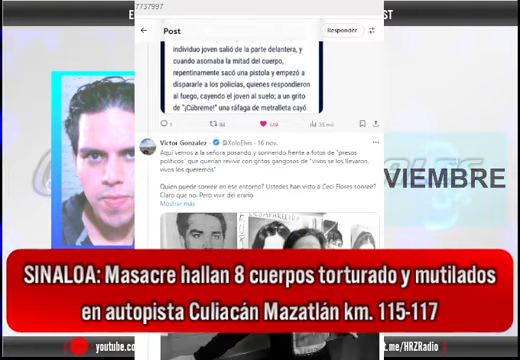 7737997
Post
Responder
individuo joven salió de la parte delantera, y
cuando asomaba la mitad del cuerpo,
repentinamente sacó una pistola y empezó a
dispararle a los policías, quienes respondieron
al fuego, cayendo el joven al suelo; a un grito
de "¡Cúbreme!" una ráfaga de metralleta cayó
Victor Gonzalez @XoloElvis · 16 nov.
Aquí vemos a la señora posando y sonriendo frente a fotos de "presos
políticos" que querían revivir con gritos gangosos de "vivos se los llevaron,
vivos los queremos"
Quien puede sonreír en ese entorno? Ustedes han visto a Ceci Flores sonreír?
Claro que no. Pero vivir del erario
Mostrar más
VIEMBRE
SINALOA: Masacre hallan 8 cuerpos torturado y mutilados
en autopista Culiacán Mazatlán km. 115-117
youtube.c
t.me/HRZRadio